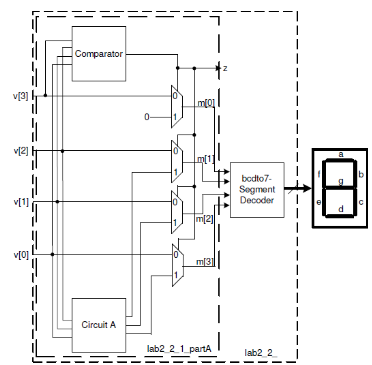 Comparator
z
v[3]
0
m[0]
0
1
v[2]
0
m[1]
1
v[1]
0
m[2]
1
v[0]
0
m[3]
1
Circuit A
bcdto7-
Segment
Decoder
a
f
b
g
e
c
d
lab2_2_1_partA
lab2_2_